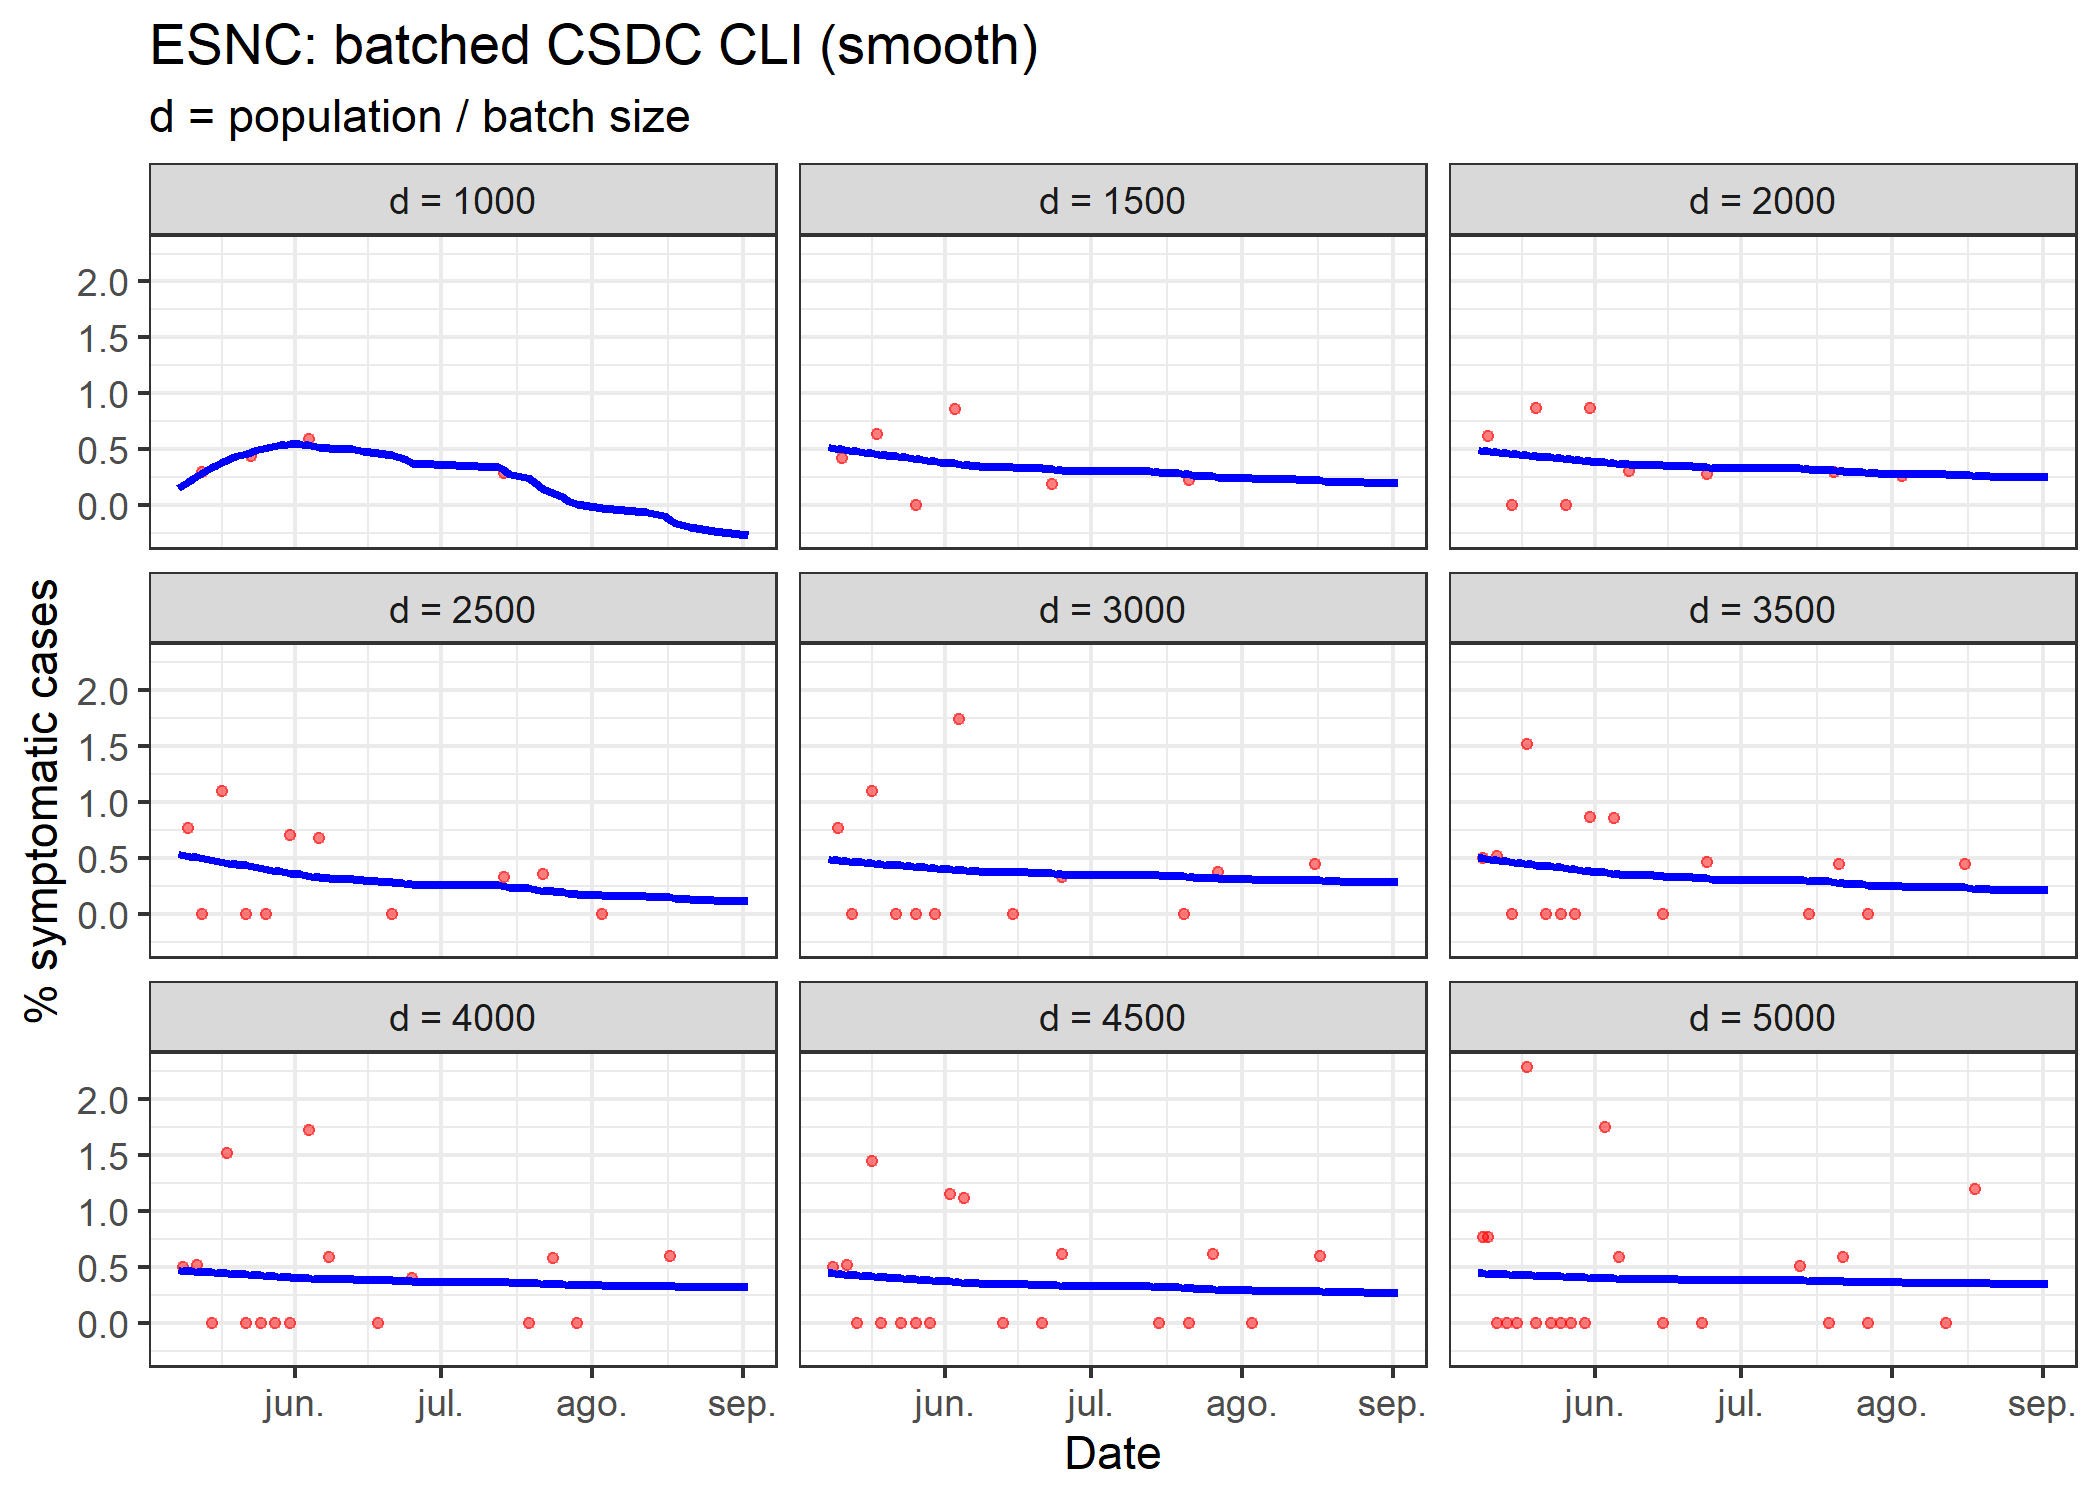 ESNC: batched CSDC CLI (smooth)
d = population / batch size
d = 1000
d = 1500
d = 2000
2.0
1.5
1.0
0.5
0.0
d = 2500
d = 3000
d = 3500
2.0
1.5
1.0
0.5
0.0
% symptomatic cases
d = 4000
d = 4500
d = 5000
2.0
1.5
1.0
0.5
0.0
jun. jul. ago. sep.
jun. jul. ago. sep.
jun. jul. ago. sep.
Date